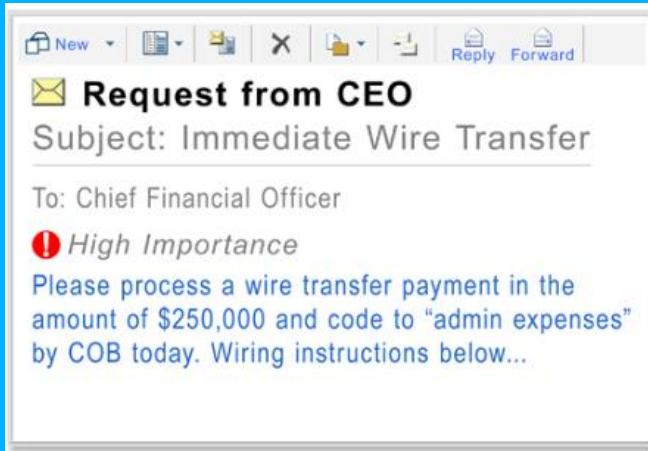 New
Reply Forward
Request from CEO
Subject: Immediate Wire Transfer
To: Chief Financial Officer
High Importance
Please process a wire transfer payment in the
amount of $250,000 and code to “admin expenses”
by COB today. Wiring instructions below...